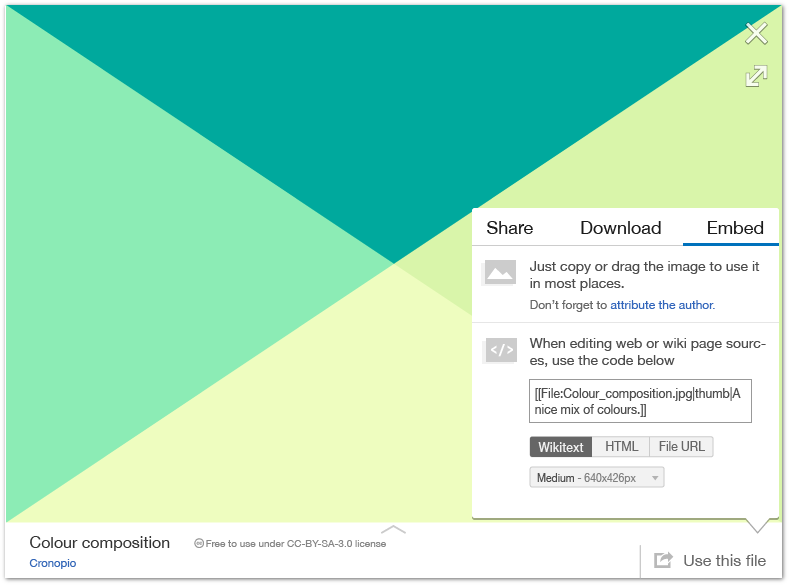 Share Download Embed
Just copy or drag the image to use it
in most places.
Don't forget to attribute the author.
When editing web or wiki page sourc-
es, use the code below
[[File:Colour_composition.jpg|thumb|A
nice mix of colours.]]
Wikitext HTML File URL
Medium - 640x426px
Colour composition
Free to use under CC-BY-SA-3.0 license
Cronopio
Use this file